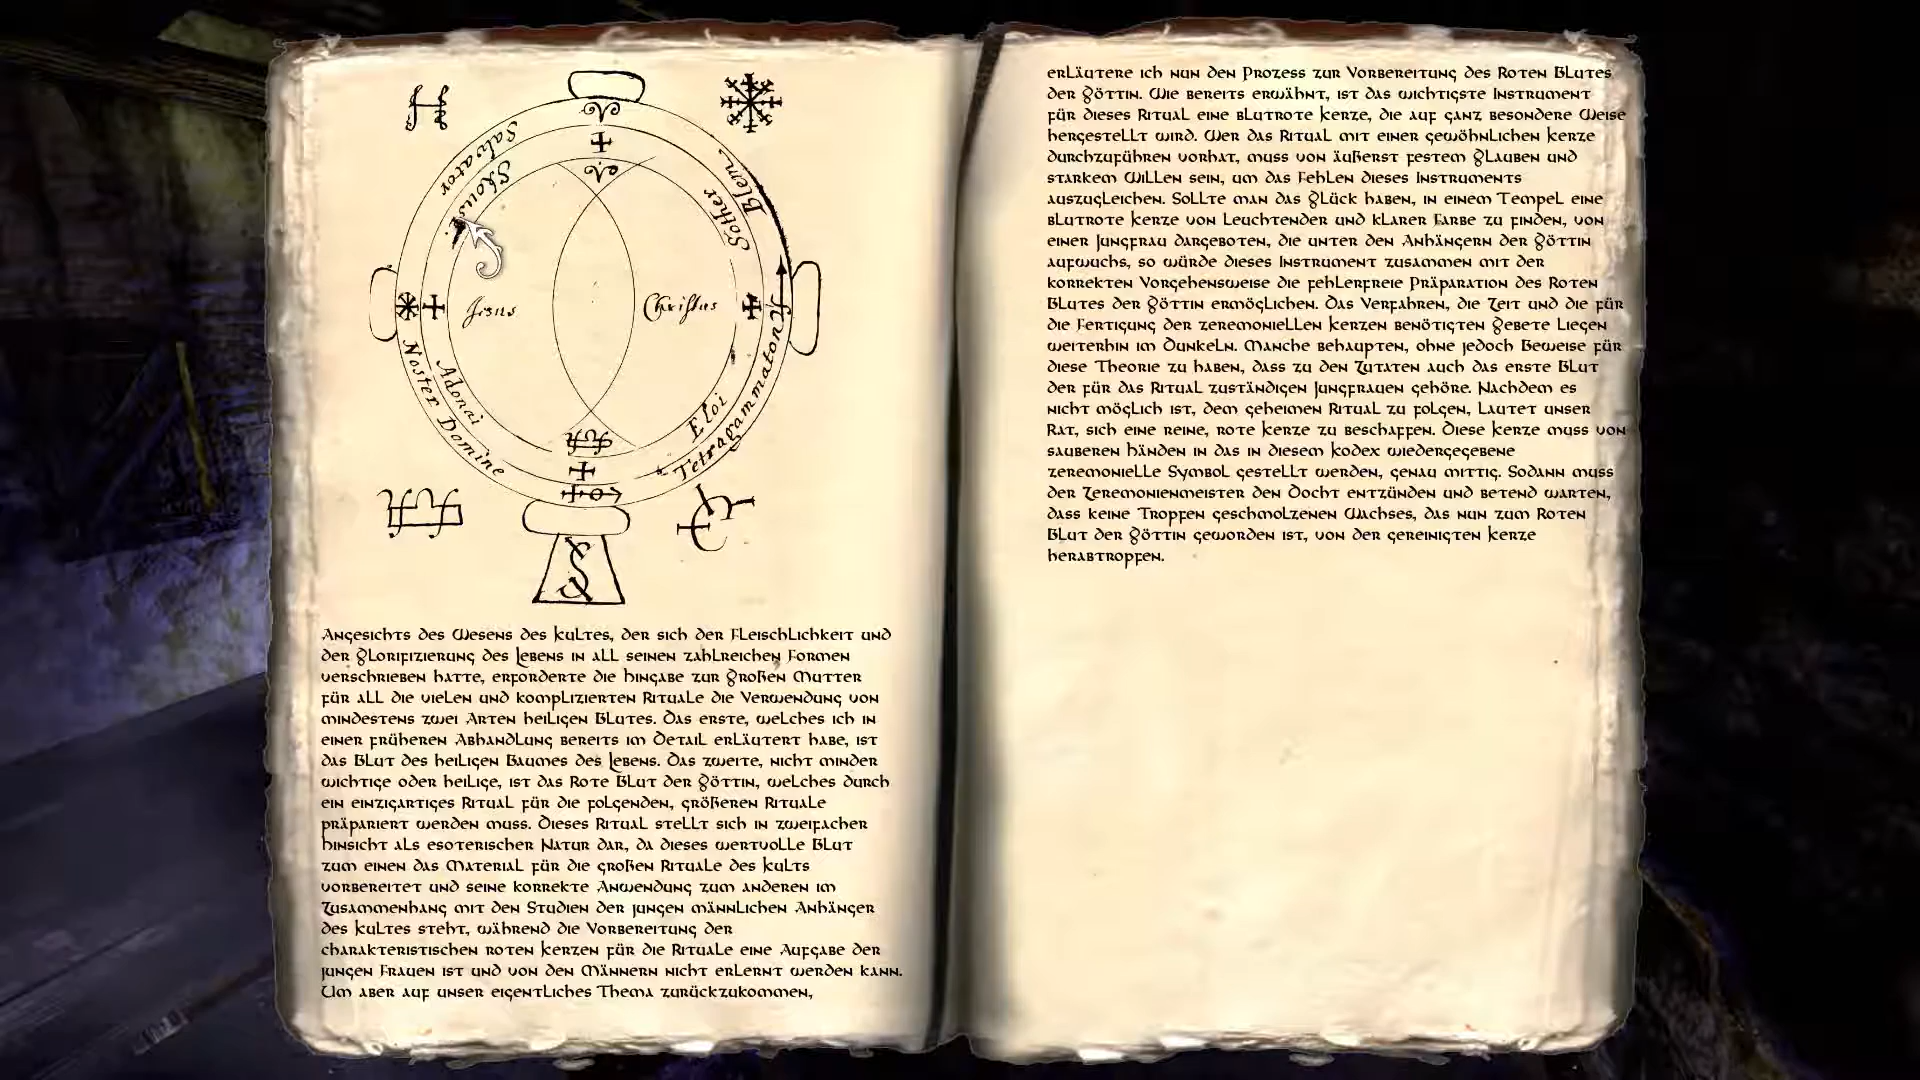 Salvator
Skouse
Blem
Sother
Jesus
Christus
Adonai
Noster Domine
Eloi
Tetragammaton
Angesichts des Wesens des Kultes, der sich der Fleischlichkeit und
der Glorifizierung des Lebens in all seinen zahlreichen Formen
verschrieben hatte, erforderte die Hingabe zur Großen Mutter
für all die vielen und komplizierten Rituale die Verwendung von
mindestens zwei Arten heiligen Blutes. Das erste, welches ich in
einer früheren Abhandlung bereits im Detail erläutert habe, ist
das Blut des heiligen Baumes des Lebens. Das zweite, nicht minder
wichtige oder heilige, ist das Rote Blut der Göttin, welches durch
ein einzigartiges Ritual für die folgenden, größeren Rituale
präpariert werden muss. Dieses Ritual stellt sich in zweifacher
Hinsicht als esoterischer Natur dar, da dieses wertvolle Blut
zum einen das Material für die großen Rituale des Kults
vorbereitet und seine korrekte Anwendung zum anderen im
Zusammenhang mit den Studien der jungen männlichen Anhänger
des Kultes steht, während die Vorbereitung der
charakteristischen roten Kerzen für die Rituale eine Aufgabe der
jungen Frauen ist und von den Männern nicht erlernt werden kann.
Um aber auf unser eigentliches Thema zurückzukommen,
erläutere ich nun den Prozess zur Vorbereitung des Roten Blutes
der Göttin. Wie bereits erwähnt, ist das wichtigste Instrument
für dieses Ritual eine blutrote Kerze, die auf ganz besondere Weise
hergestellt wird. Wer das Ritual mit einer gewöhnlichen Kerze
durchzuführen vorhat, muss von äußerst festem Glauben und
starkem Willen sein, um das Fehlen dieses Instruments
auszugleichen. Sollte man das Glück haben, in einem Tempel eine
blutrote Kerze von leuchtender und klarer Farbe zu finden, von
einer Jungfrau dargeboten, die unter den Anhängern der Göttin
aufwuchs, so würde dieses Instrument zusammen mit der
korrekten Vorgehensweise die fehlerfreie Präparation des Roten
Blutes der Göttin ermöglichen. Das Verfahren, die Zeit und die für
die Fertigung der zeremoniellen Kerzen benötigten Gebete liegen
weiterhin im Dunkeln. Manche behaupten, ohne jedoch Beweise für
diese Theorie zu haben, dass zu den Zutaten auch das erste Blut
der für das Ritual zuständigen Jungfrauen gehöre. Nachdem es
nicht möglich ist, dem geheimen Ritual zu folgen, lautet unser
Rat, sich eine reine, rote Kerze zu beschaffen. Diese Kerze muss von
sauberen Händen in das in diesem Kodex wiedergegebene
zeremonielle Symbol gestellt werden, genau mittig. Sodann muss
der Zeremonienmeister den Docht entzünden und betend warten,
dass keine Tropfen geschmolzenen Wachses, das nun zum Roten
Blut der Göttin geworden ist, von der gereinigten Kerze
herabtropfen.